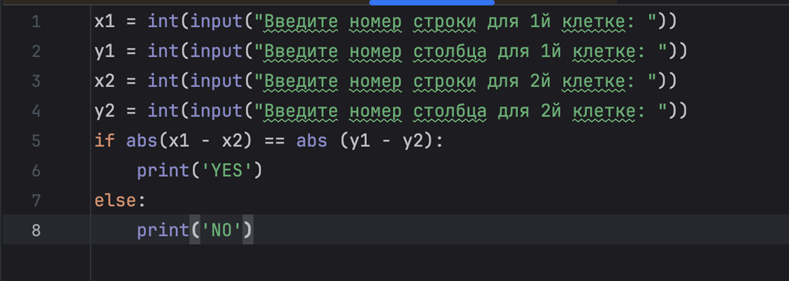 1 x1 = int(input("Введите номер строки для 1й клетке: "))
2 y1 = int(input("Введите номер столбца для 1й клетке: "))
3 x2 = int(input("Введите номер строки для 2й клетке: "))
4 y2 = int(input("Введите номер столбца для 2й клетке: "))
5 if abs(x1 - x2) == abs (y1 - y2):
6     print('YES')
7 else:
8     print('NO')